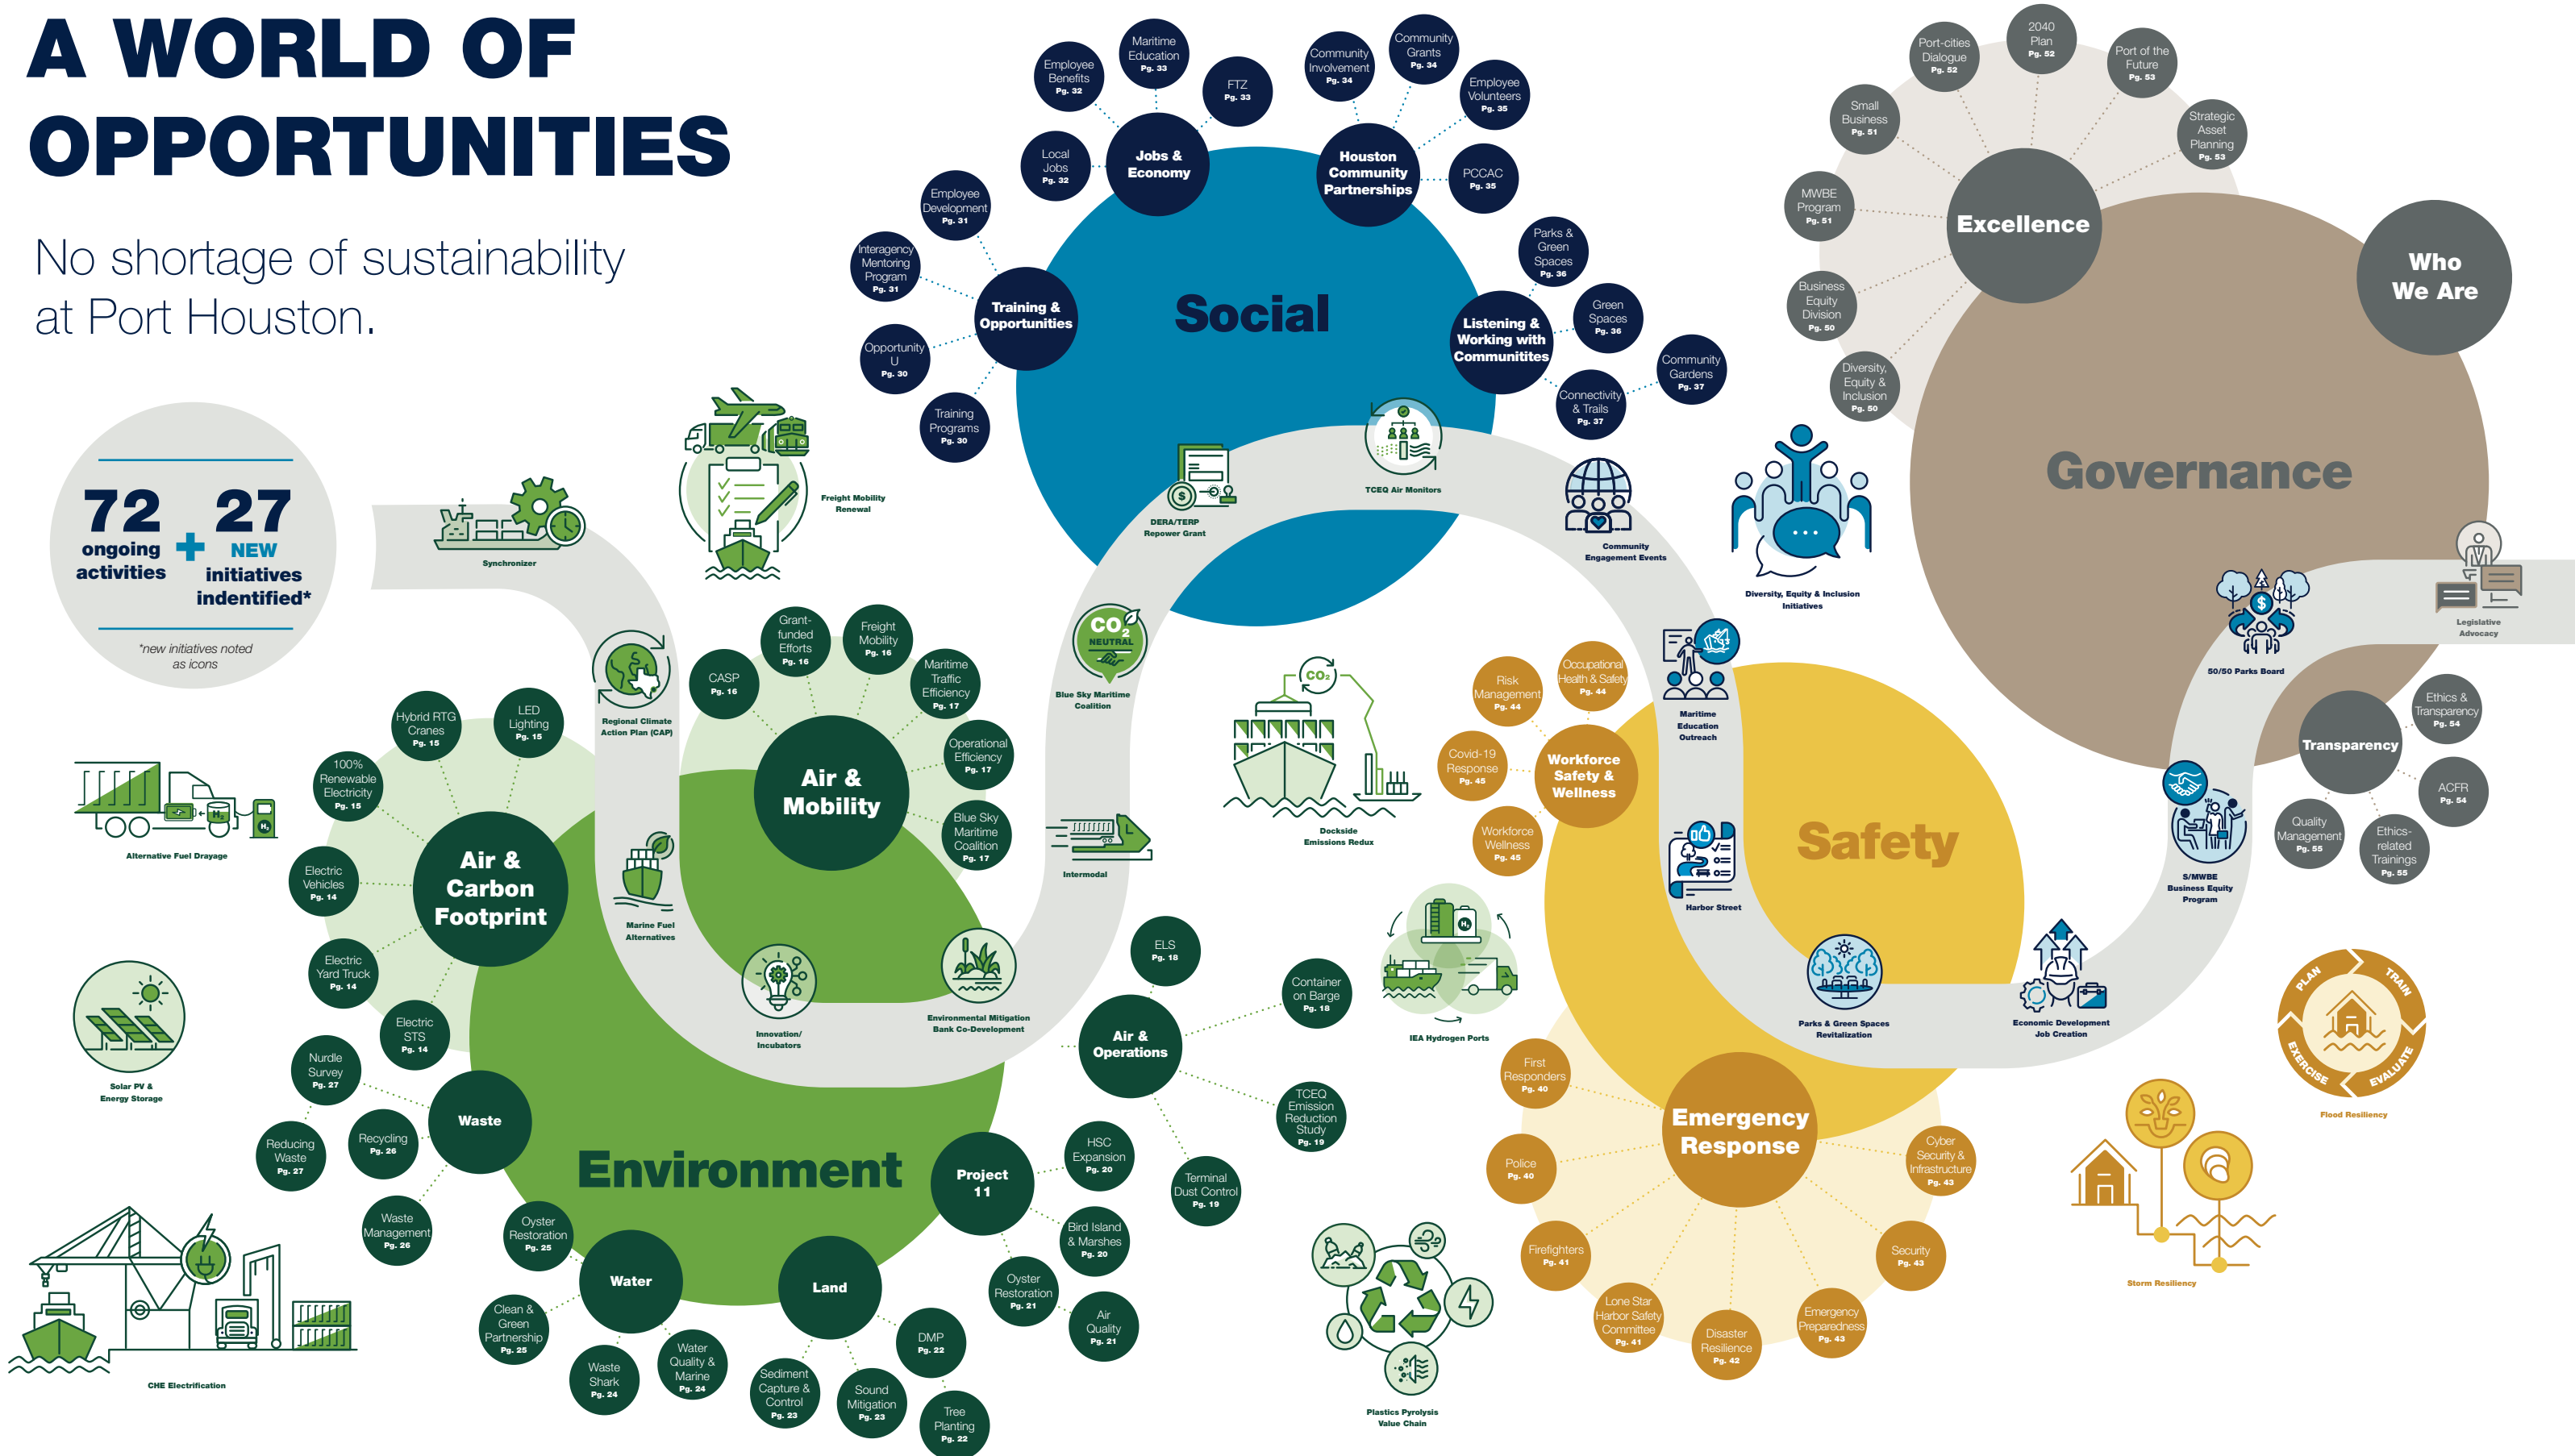 A WORLD OF
OPPORTUNITIES
No shortage of sustainability
at Port Houston.
72
ongoing
activities
+
27
NEW
initiatives
indentified*
*new initiatives noted
as icons
Synchronizer
Freight Mobility
Renewal
Regional Climate
Action Plan (CAP)
Marine Fuel
Alternatives
Innovation/
Incubators
Environmental Mitigation
Bank Co-Development
Intermodal
CO2
NEUTRAL
Blue Sky Maritime
Coalition
DERA/TERP
Repower Grant
TCEQ Air Monitors
Community
Engagement Events
Diversity, Equity & Inclusion
Initiatives
Maritime
Education
Outreach
Harbor Street
Parks & Green Spaces
Revitalization
Economic Development
Job Creation
S/MWBE
Business Equity
Program
50/50 Parks Board
Legislative
Advocacy
Social
Jobs &
Economy
Local
Jobs
Pg. 32
Employee
Benefits
Pg. 32
Maritime
Education
Pg. 33
FTZ
Pg. 33
Houston
Community
Partnerships
Community
Involvement
Pg. 34
Community
Grants
Pg. 34
Employee
Volunteers
Pg. 35
PCCAC
Pg. 35
Training &
Opportunities
Employee
Development
Pg. 31
Interagency
Mentoring
Program
Pg. 31
Opportunity
U
Pg. 30
Training
Programs
Pg. 30
Listening &
Working with
Communitites
Parks &
Green
Spaces
Pg. 36
Green
Spaces
Pg. 36
Connectivity
& Trails
Pg. 37
Community
Gardens
Pg. 37
Governance
Who
We Are
Excellence
Port-cities
Dialogue
Pg. 52
2040
Plan
Pg. 52
Port of the
Future
Pg. 53
Strategic
Asset
Planning
Pg. 53
Small
Business
Pg. 51
MWBE
Program
Pg. 51
Business
Equity
Division
Pg. 50
Diversity,
Equity &
Inclusion
Pg. 50
Transparency
Ethics &
Transparency
Pg. 54
ACFR
Pg. 54
Ethics-
related
Trainings
Pg. 55
Quality
Management
Pg. 55
Environment
Air &
Mobility
CASP
Pg. 16
Grant-
funded
Efforts
Pg. 16
Freight
Mobility
Pg. 16
Maritime
Traffic
Efficiency
Pg. 17
Operational
Efficiency
Pg. 17
Blue Sky
Maritime
Coalition
Pg. 17
Air &
Carbon
Footprint
LED
Lighting
Pg. 15
Hybrid RTG
Cranes
Pg. 15
100%
Renewable
Electricity
Pg. 15
Electric
Vehicles
Pg. 14
Electric
Yard Truck
Pg. 14
Electric
STS
Pg. 14
Waste
Nurdle
Survey
Pg. 27
Reducing
Waste
Pg. 27
Recycling
Pg. 26
Waste
Management
Pg. 26
Water
Oyster
Restoration
Pg. 25
Clean &
Green
Partnership
Pg. 25
Waste
Shark
Pg. 24
Water
Quality &
Marine
Pg. 24
Land
Sediment
Capture &
Control
Pg. 23
Sound
Mitigation
Pg. 23
DMP
Pg. 22
Tree
Planting
Pg. 22
Project
11
HSC
Expansion
Pg. 20
Bird Island
& Marshes
Pg. 20
Oyster
Restoration
Pg. 21
Air
Quality
Pg. 21
Air &
Operations
ELS
Pg. 18
Container
on Barge
Pg. 18
TCEQ
Emission
Reduction
Study
Pg. 19
Terminal
Dust Control
Pg. 19
Safety
Workforce
Safety &
Wellness
Occupational
Health & Safety
Pg. 44
Risk
Management
Pg. 44
Covid-19
Response
Pg. 45
Workforce
Wellness
Pg. 45
Emergency
Response
First
Responders
Pg. 40
Police
Pg. 40
Firefighters
Pg. 41
Lone Star
Harbor Safety
Committee
Pg. 41
Disaster
Resilience
Pg. 42
Emergency
Preparedness
Pg. 43
Security
Pg. 43
Cyber
Security &
Infrastructure
Pg. 43
H2
H2
Alternative Fuel Drayage
Solar PV &
Energy Storage
CHE Electrification
CO2
Dockside
Emissions Redux
H2
IEA Hydrogen Ports
Plastics Pyrolysis
Value Chain
PLAN
TRAIN
EVALUATE
EXERCISE
Flood Resiliency
Storm Resiliency